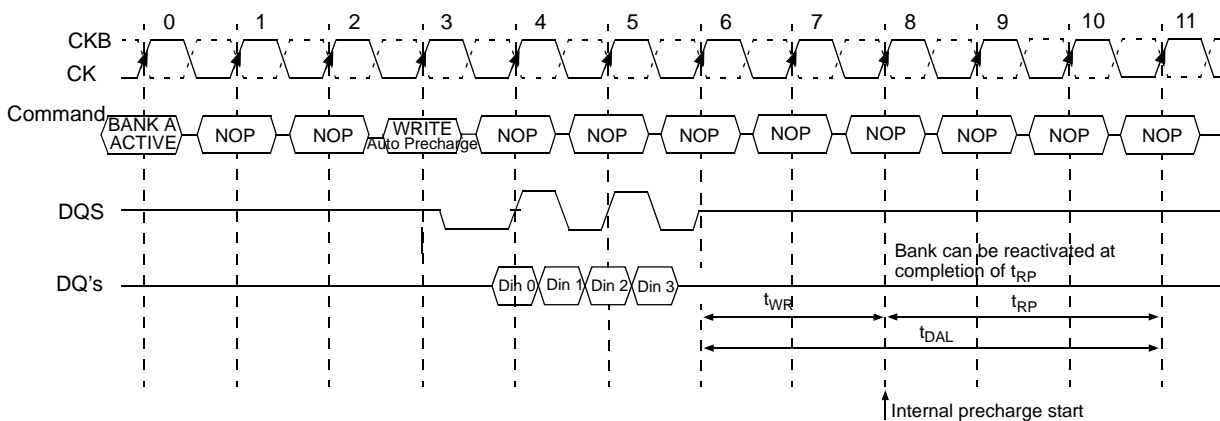 0 1 2 3 4 5 6 7 8 9 10 11
CKB
CK
Command
BANK A
ACTIVE
NOP NOP
WRITE
Auto Precharge
NOP NOP NOP NOP NOP NOP NOP NOP
DQS
Bank can be reactivated at
completion of tRP
DQ's
Din 0 Din 1 Din 2 Din 3
tWR tRP
tDAL
Internal precharge start